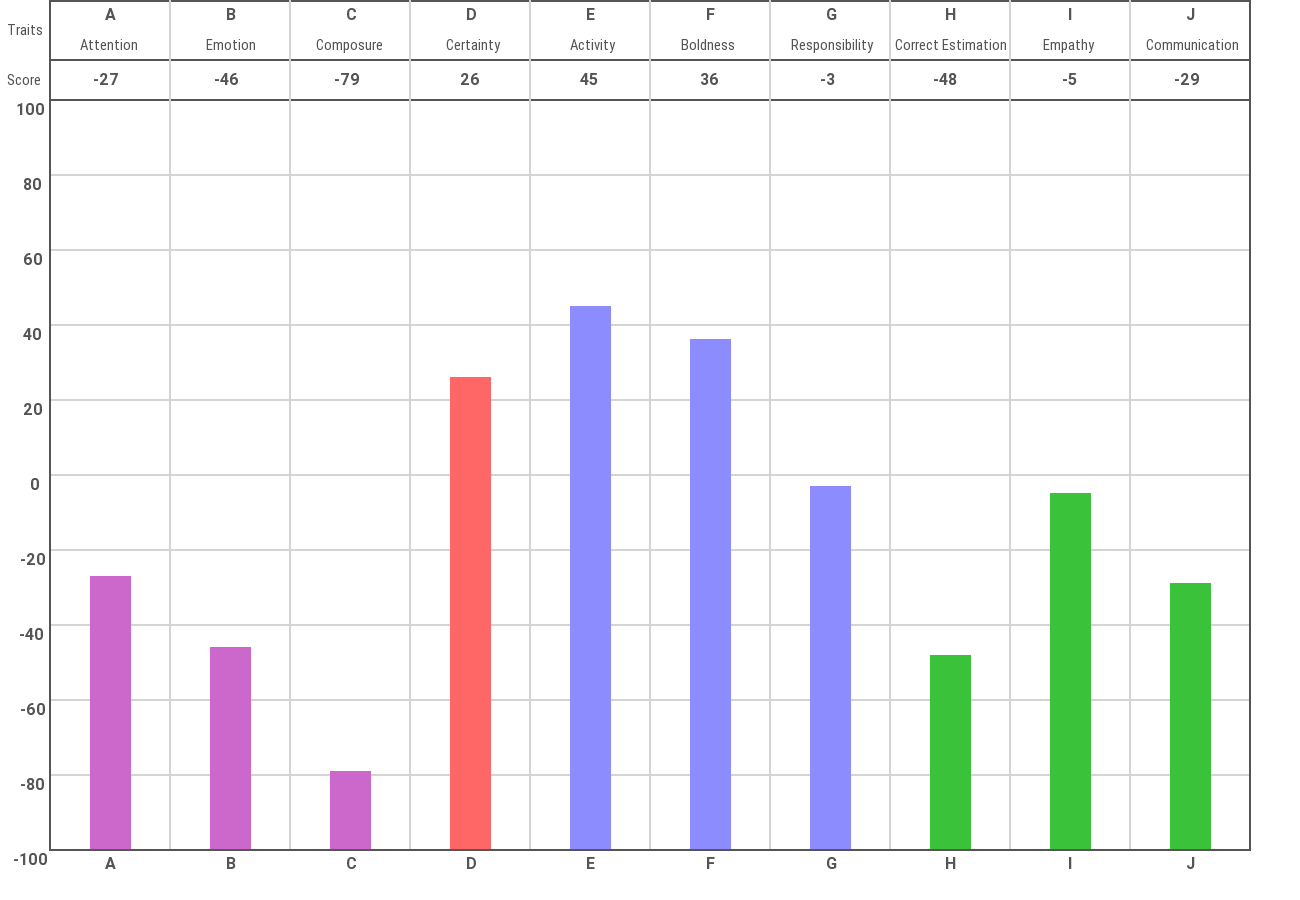 Traits A B C D E F G H I J
Attention Emotion Composure Certainty Activity Boldness Responsibility Correct Estimation Empathy Communication
Score -27 -46 -79 26 45 36 -3 -48 -5 -29
100
80
60
40
20
0
-20
-40
-60
-80
-100
A B C D E F G H I J